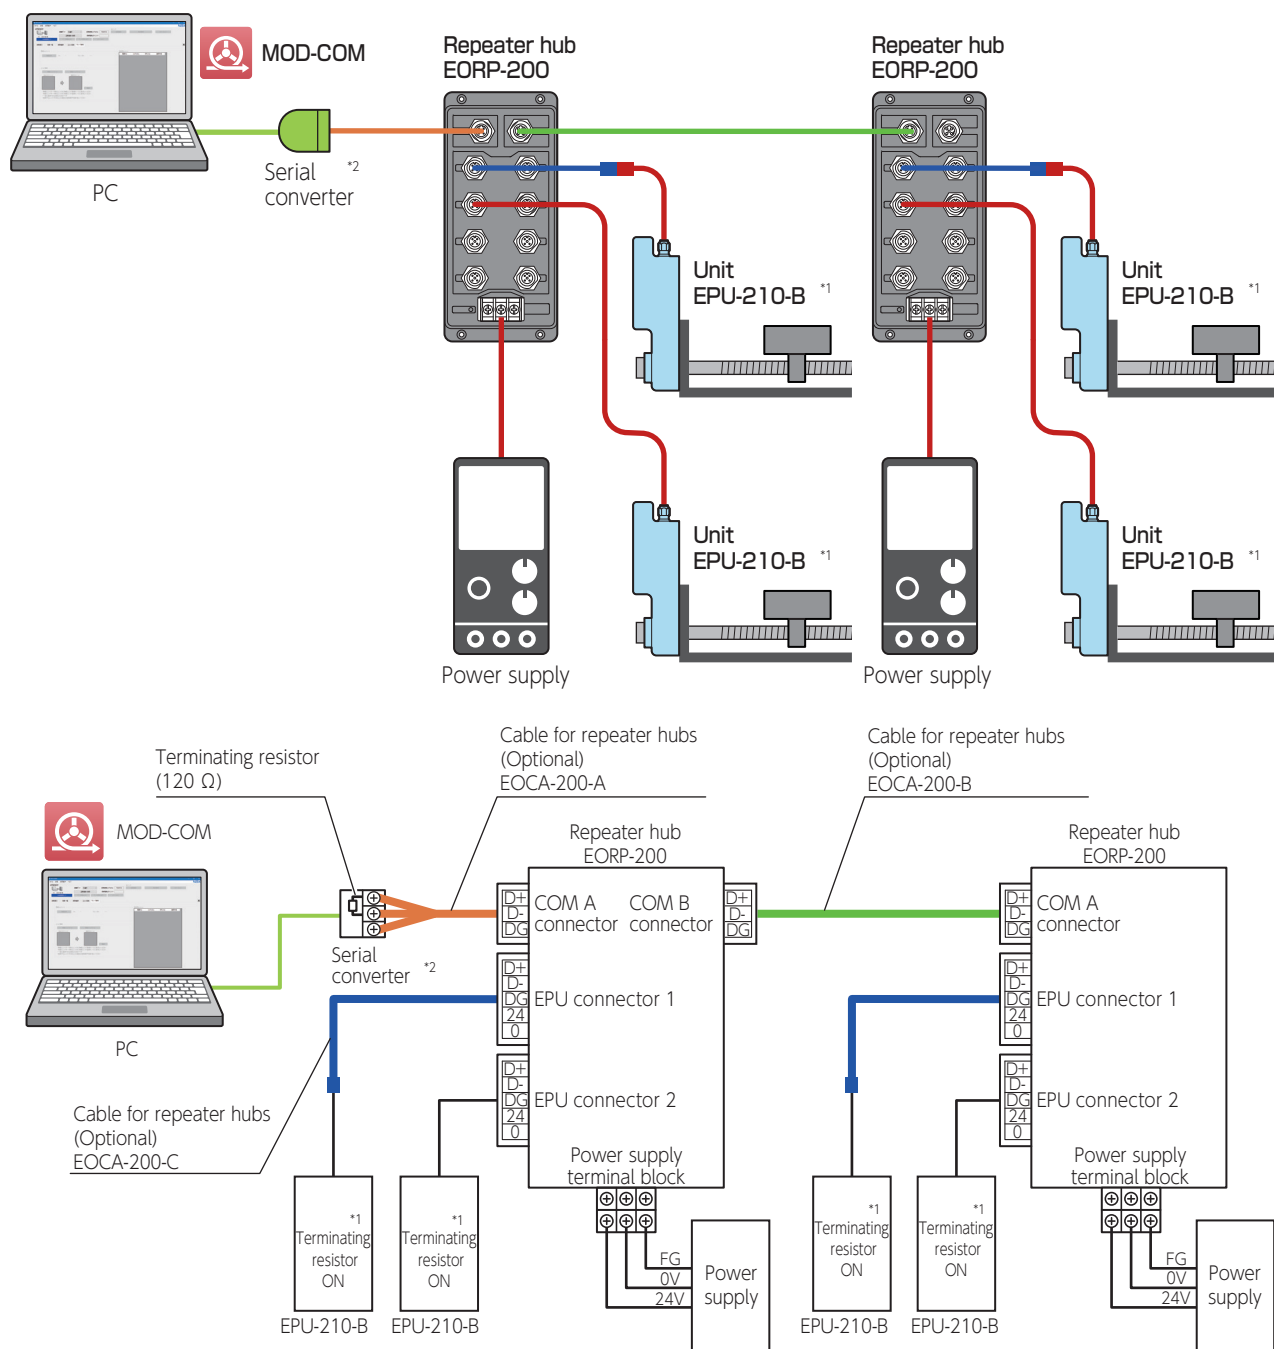 MOD-COM
Repeater hub
EORP-200
Repeater hub
EORP-200
PC
Serial *2
converter
Unit
EPU-210-B *1
Unit
EPU-210-B *1
Unit
EPU-210-B *1
Unit
EPU-210-B *1
Power supply
Power supply
Terminating resistor
(120 Ω)
Cable for repeater hubs
(Optional)
EOCA-200-A
Cable for repeater hubs
(Optional)
EOCA-200-B
MOD-COM
Repeater hub
EORP-200
Repeater hub
EORP-200
D+
D-
DG
COM A
connector
COM B
connector
D+
D-
DG
D+
D-
DG
COM A
connector
Serial
converter *2
PC
D+
D-
DG
24
0
EPU connector 1
D+
D-
DG
24
0
EPU connector 1
D+
D-
DG
24
0
EPU connector 2
D+
D-
DG
24
0
EPU connector 2
Cable for repeater hubs
(Optional)
EOCA-200-C
Power supply
terminal block
Power supply
terminal block
*1
Terminating
resistor
ON
EPU-210-B
*1
Terminating
resistor
ON
EPU-210-B
FG
0V
24V
Power
supply
*1
Terminating
resistor
ON
EPU-210-B
*1
Terminating
resistor
ON
EPU-210-B
FG
0V
24V
Power
supply